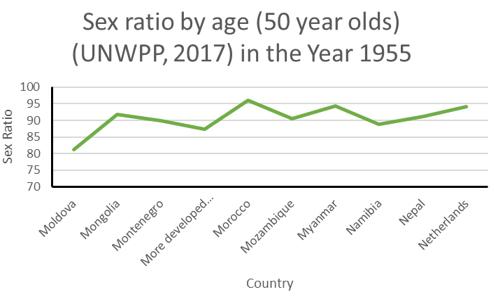 Sex ratio by age (50 year olds)
(UNWPP, 2017) in the Year 1955
100
95
90
85
80
75
70
Sex Ratio
Moldova
Mongolia
Montenegro
More developed...
Morocco
Mozambique
Myanmar
Namibia
Nepal
Netherlands
Country